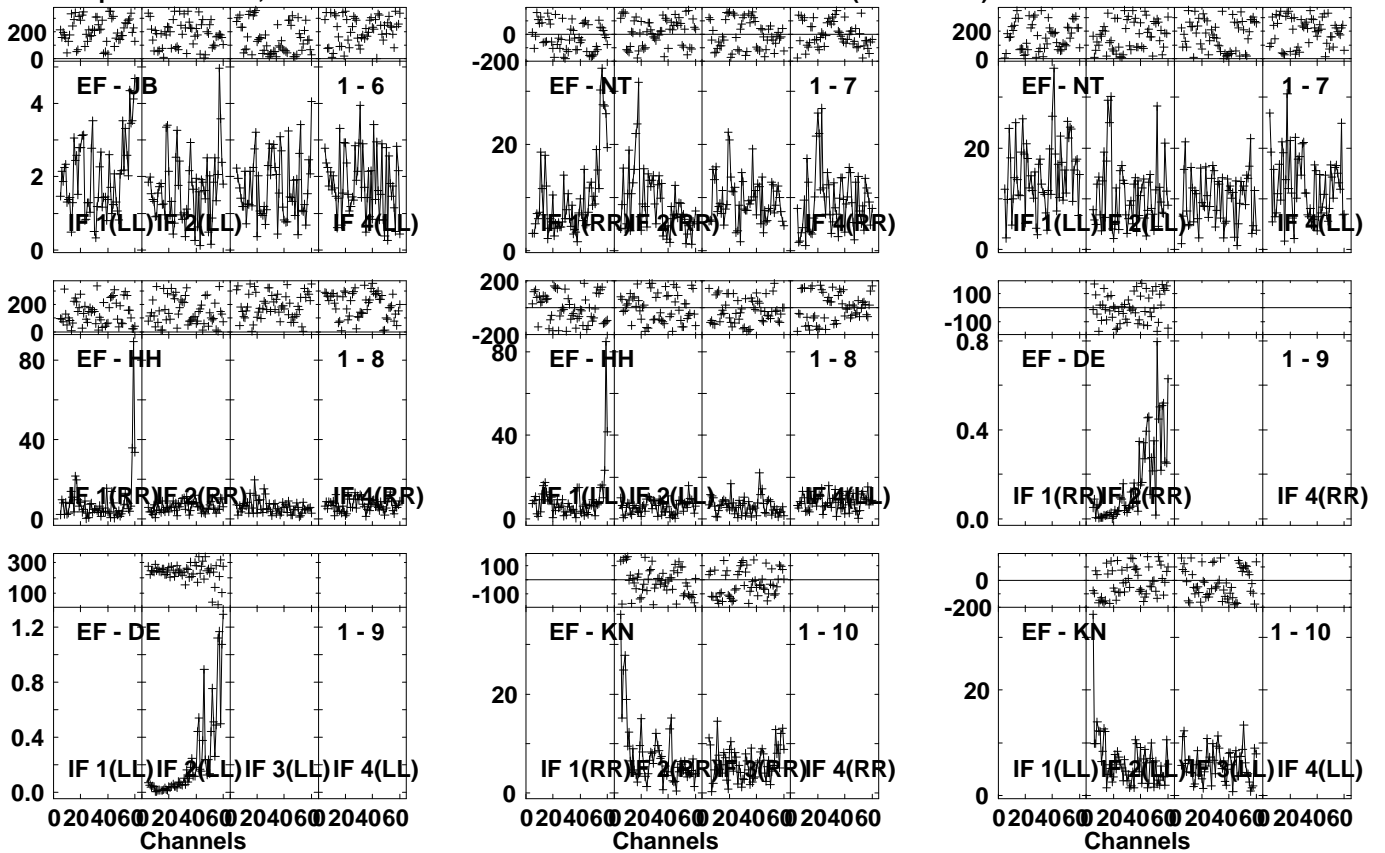 200 0 200
0 -200 0
EF - JB 1 - 6 EF - NT 1 - 7 EF - NT 1 - 7
4
20 20
2
IF 1(LL) IF 2(LL) IF 4(LL) IF 1(RR) IF 2(RR) IF 4(RR) IF 1(LL) IF 2(LL) IF 4(LL)
0 0 0
200 200 100
0 -200 -100
EF - HH 1 - 8 EF - HH 1 - 8 EF - DE 1 - 9
80 80 0.8
40 40 0.4
IF 1(RR) IF 2(RR) IF 4(RR) IF 1(LL) IF 2(LL) IF 4(LL) IF 1(RR) IF 2(RR) IF 4(RR)
0 0 0.0
300 100 0
100 -100 -200
EF - DE 1 - 9 EF - KN 1 - 10 EF - KN 1 - 10
1.2
0.8 20 20
0.4
IF 1(LL) IF 2(LL) IF 3(LL) IF 4(LL) IF 1(RR) IF 2(RR) IF 3(RR) IF 4(RR) IF 1(LL) IF 2(LL) IF 3(LL) IF 4(LL)
0.0 0 0
0 20 40 60 0 20 40 60 0 20 40 60 0 20 40 60 0 20 40 60 0 20 40 60 0 20 40 60 0 20 40 60 0 20 40 60 0 20 40 60 0 20 40 60 0 20 40 60
Channels Channels Channels